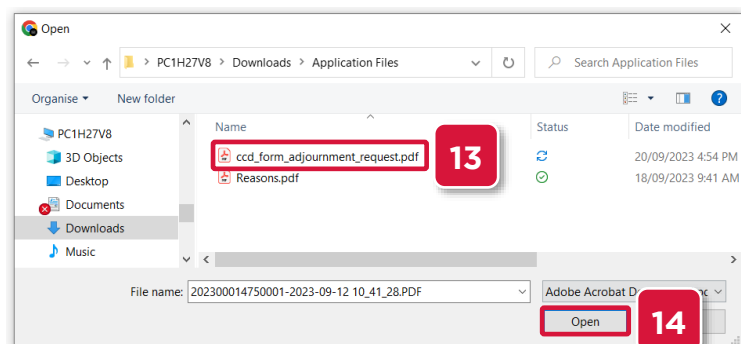 Open
PC1H27V8 > Downloads > Application Files
Search Application Files
Organise
New folder
?
Name
Status
Date modified
PC1H27V8
3D Objects
Desktop
Documents
Downloads
Music
ccd_form_adjournment_request.pdf
20/09/2023 4:54 PM
Reasons.pdf
18/09/2023 9:41 AM
13
File name: 202300014750001-2023-09-12 10_41_28.PDF
Adobe Acrobat
Open
14